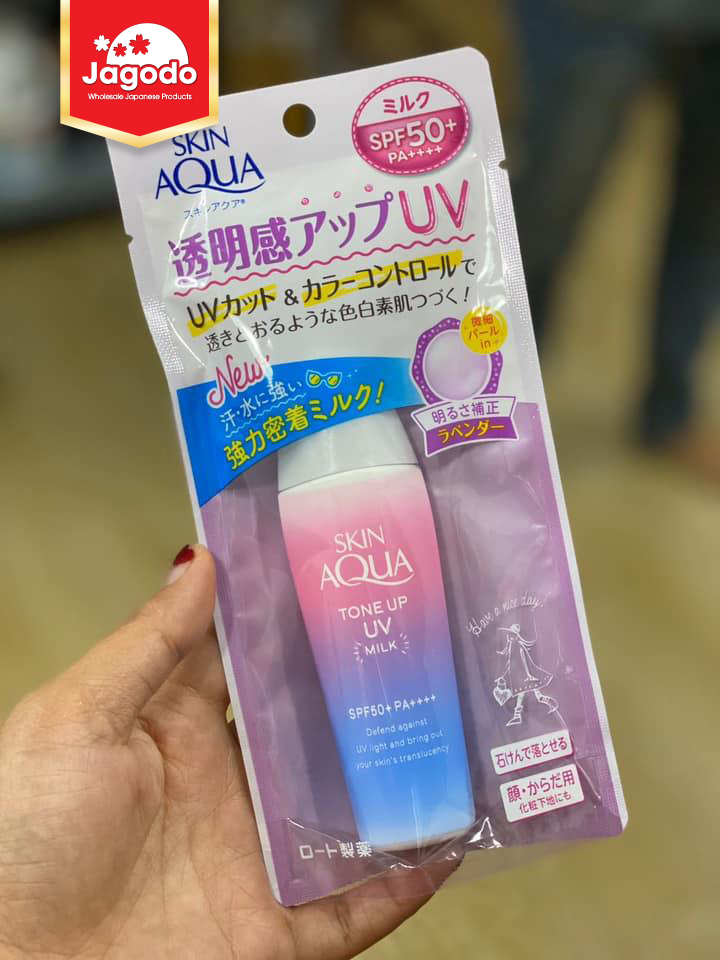 Jagodo
Wholesale Japanese Products
SKIN
AQUA
スキンアクア®
ミルク
SPF50+
PA++++
透明感アップUV
UVカット & カラーコントロールで
透きとおるような色白素肌つづく!
微細
パール
in
New
汗・水に強い
強力密着ミルク!
明るさ補正
ラベンダー
SKIN
AQUA
TONE UP
UV
MILK
SPF50+ PA++++
Defend against
UV light and bring out
your skin's translucency
Have a nice day!
石けんで落とせる
顔・からだ用
化粧下地にも
ロート製薬